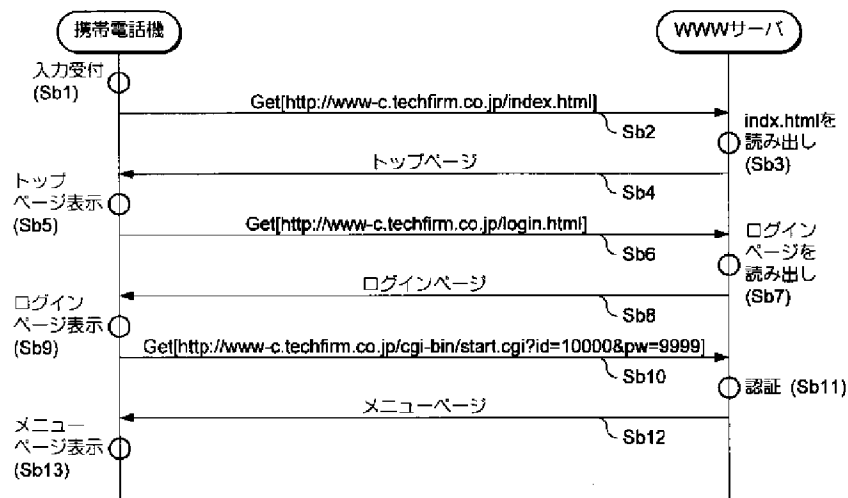 携帯電話機
WWWサーバ
入力受付
(Sb1)
Get[http://www-c.techfirm.co.jp/index.html]
Sb2
indx.htmlを
読み出し
(Sb3)
トップページ
Sb4
トップ
ページ表示
(Sb5)
Get[http://www-c.techfirm.co.jp/login.html]
Sb6
ログイン
ページを
読み出し
(Sb7)
ログインページ
Sb8
ログイン
ページ表示
(Sb9)
Get[http://www-c.techfirm.co.jp/cgi-bin/start.cgi?id=10000&pw=9999]
Sb10
認証 (Sb11)
メニューページ
Sb12
メニュー
ページ表示
(Sb13)